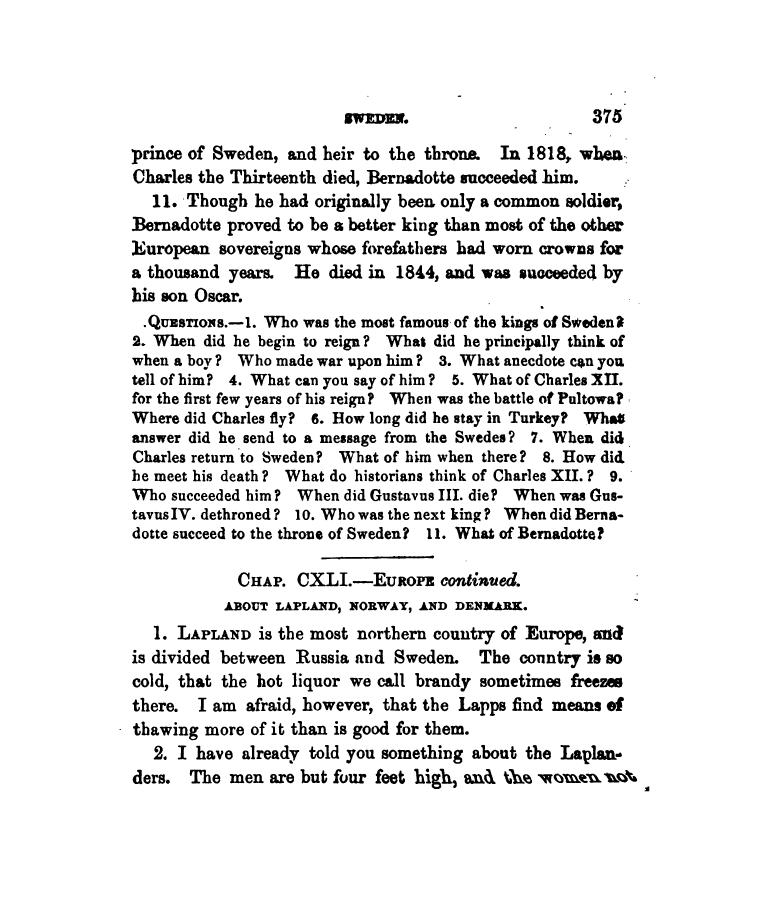 SWEDEN. 375
prince of Sweden, and heir to the throne. In 1818, when
Charles the Thirteenth died, Bernadotte succeeded him.
11. Though he had originally been only a common soldier,
Bernadotte proved to be a better king than most of the other
European sovereigns whose forefathers had worn crowns for
a thousand years. He died in 1844, and was succeeded by
his son Oscar.
QUESTIONS.—1. Who was the most famous of the kings of Sweden?
2. When did he begin to reign? What did he principally think of
when a boy? Who made war upon him? 3. What anecdote can you
tell of him? 4. What can you say of him? 5. What of Charles XII.
for the first few years of his reign? When was the battle of Pultowa?
Where did Charles fly? 6. How long did he stay in Turkey? What
answer did he send to a message from the Swedes? 7. When did
Charles return to Sweden? What of him when there? 8. How did
he meet his death? What do historians think of Charles XII.? 9.
Who succeeded him? When did Gustavus III. die? When was Gus-
tavus IV. dethroned? 10. Who was the next king? When did Berna-
dotte succeed to the throne of Sweden? 11. What of Bernadotte?
CHAP. CXLI.—EUROPE continued.
ABOUT LAPLAND, NORWAY, AND DENMARK.
1. LAPLAND is the most northern country of Europe, and
is divided between Russia and Sweden. The country is so
cold, that the hot liquor we call brandy sometimes freezes
there. I am afraid, however, that the Lapps find means of
thawing more of it than is good for them.
2. I have already told you something about the Laplan-
ders. The men are but four feet high, and the women not